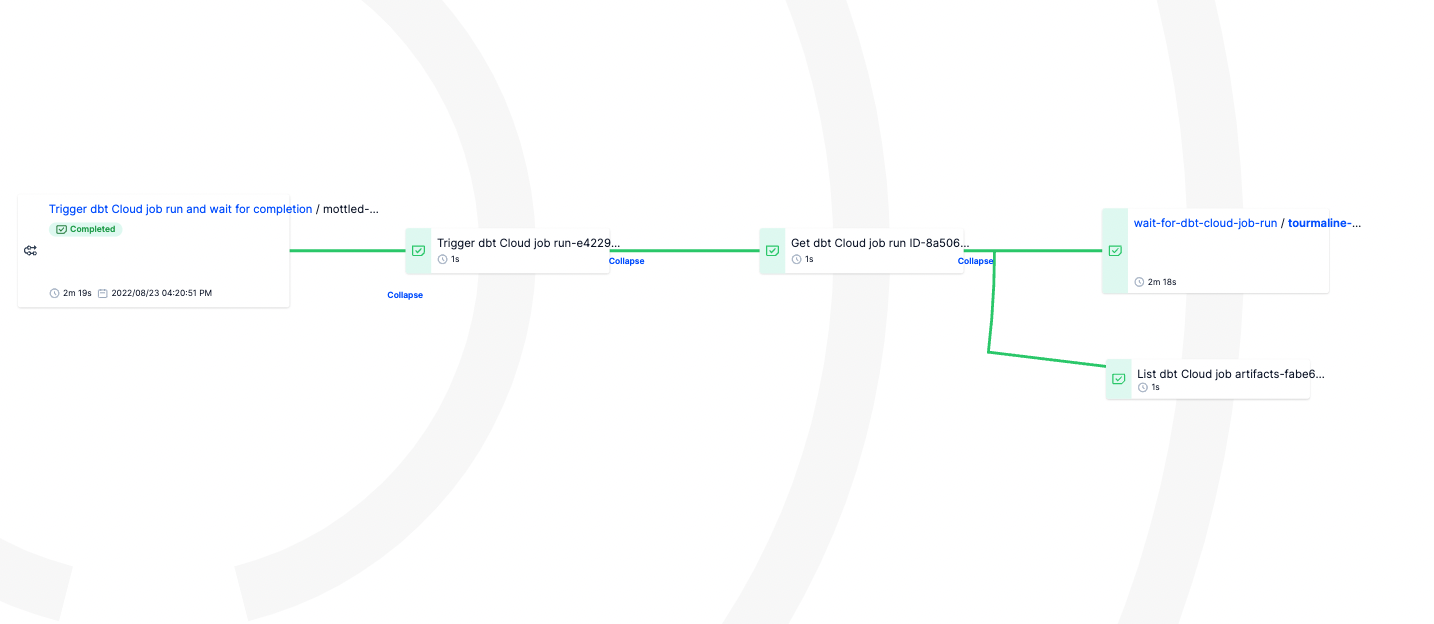 Trigger dbt Cloud job run and wait for completion / mottled-...
Completed
2m 19s 2022/08/23 04:20:51 PM
Collapse
Trigger dbt Cloud job run-e4229...
1s
Collapse
Get dbt Cloud job run ID-8a506...
1s
Collapse
wait-for-dbt-cloud-job-run / tourmaline-...
2m 18s
List dbt Cloud job artifacts-fabe6...
1s